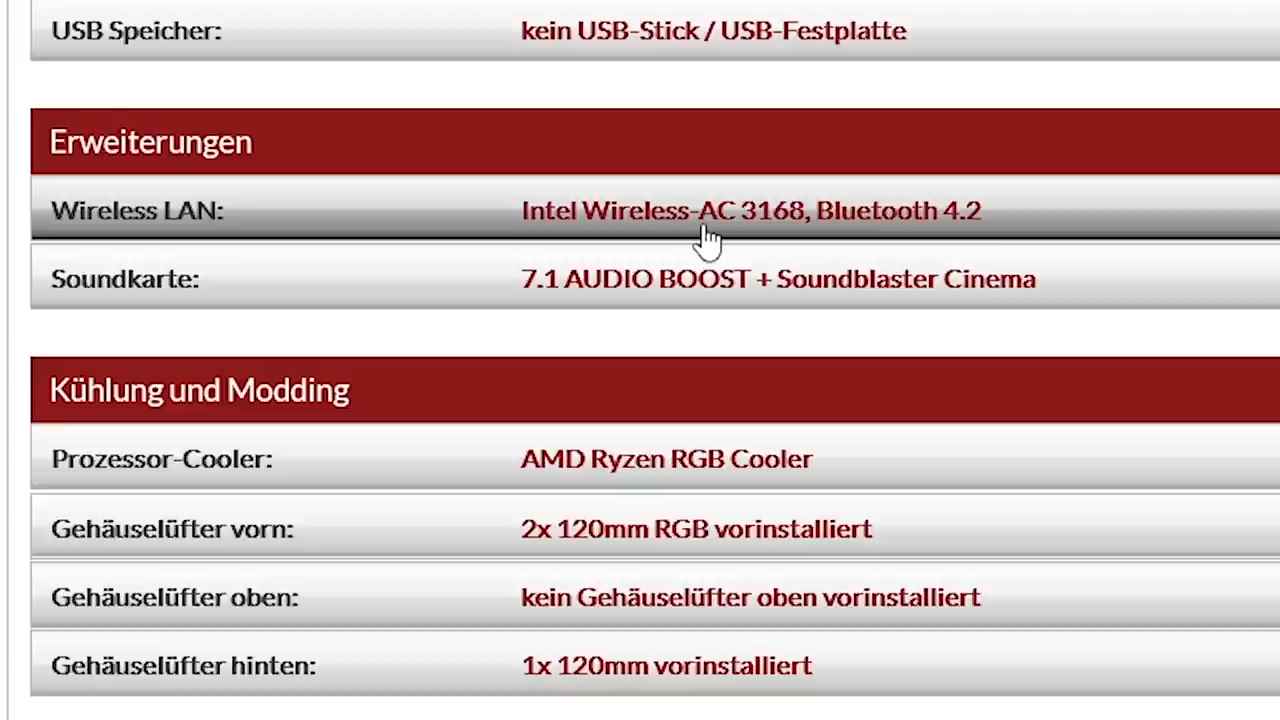 USB Speicher: kein USB-Stick / USB-Festplatte
Erweiterungen
Wireless LAN: Intel Wireless-AC 3168, Bluetooth 4.2
Soundkarte: 7.1 AUDIO BOOST + Soundblaster Cinema
Kühlung und Modding
Prozessor-Cooler: AMD Ryzen RGB Cooler
Gehäuselüfter vorn: 2x 120mm RGB vorinstalliert
Gehäuselüfter oben: kein Gehäuselüfter oben vorinstalliert
Gehäuselüfter hinten: 1x 120mm vorinstalliert